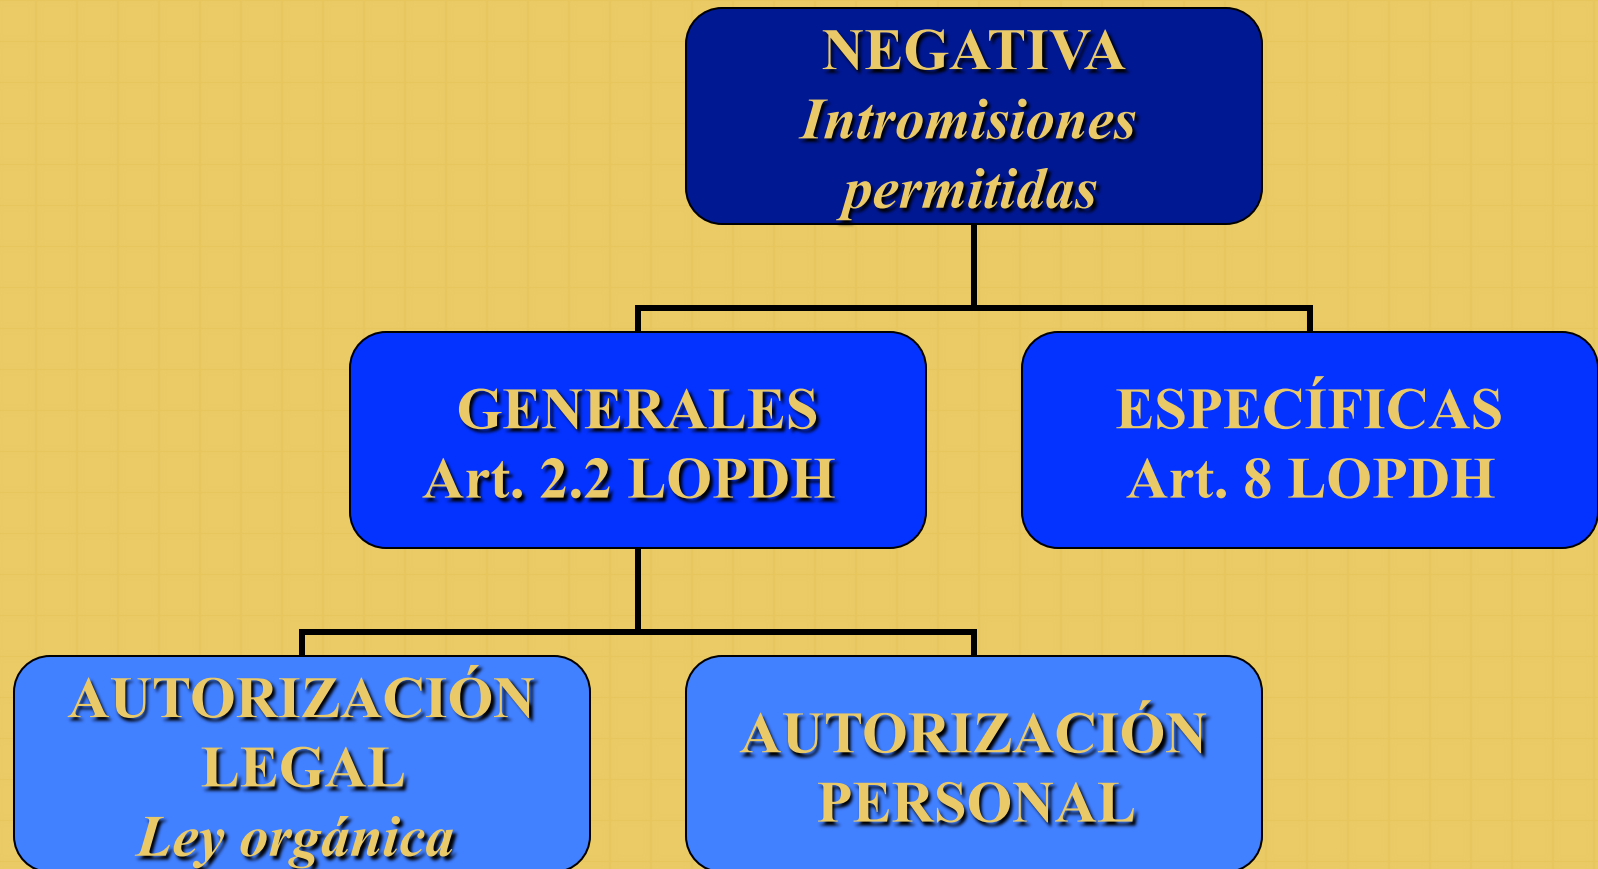 NEGATIVA
Intromisiones
permitidas
GENERALES
Art. 2.2 LOPDH
ESPECÍFICAS
Art. 8 LOPDH
AUTORIZACIÓN
LEGAL
Ley orgánica
AUTORIZACIÓN
PERSONAL